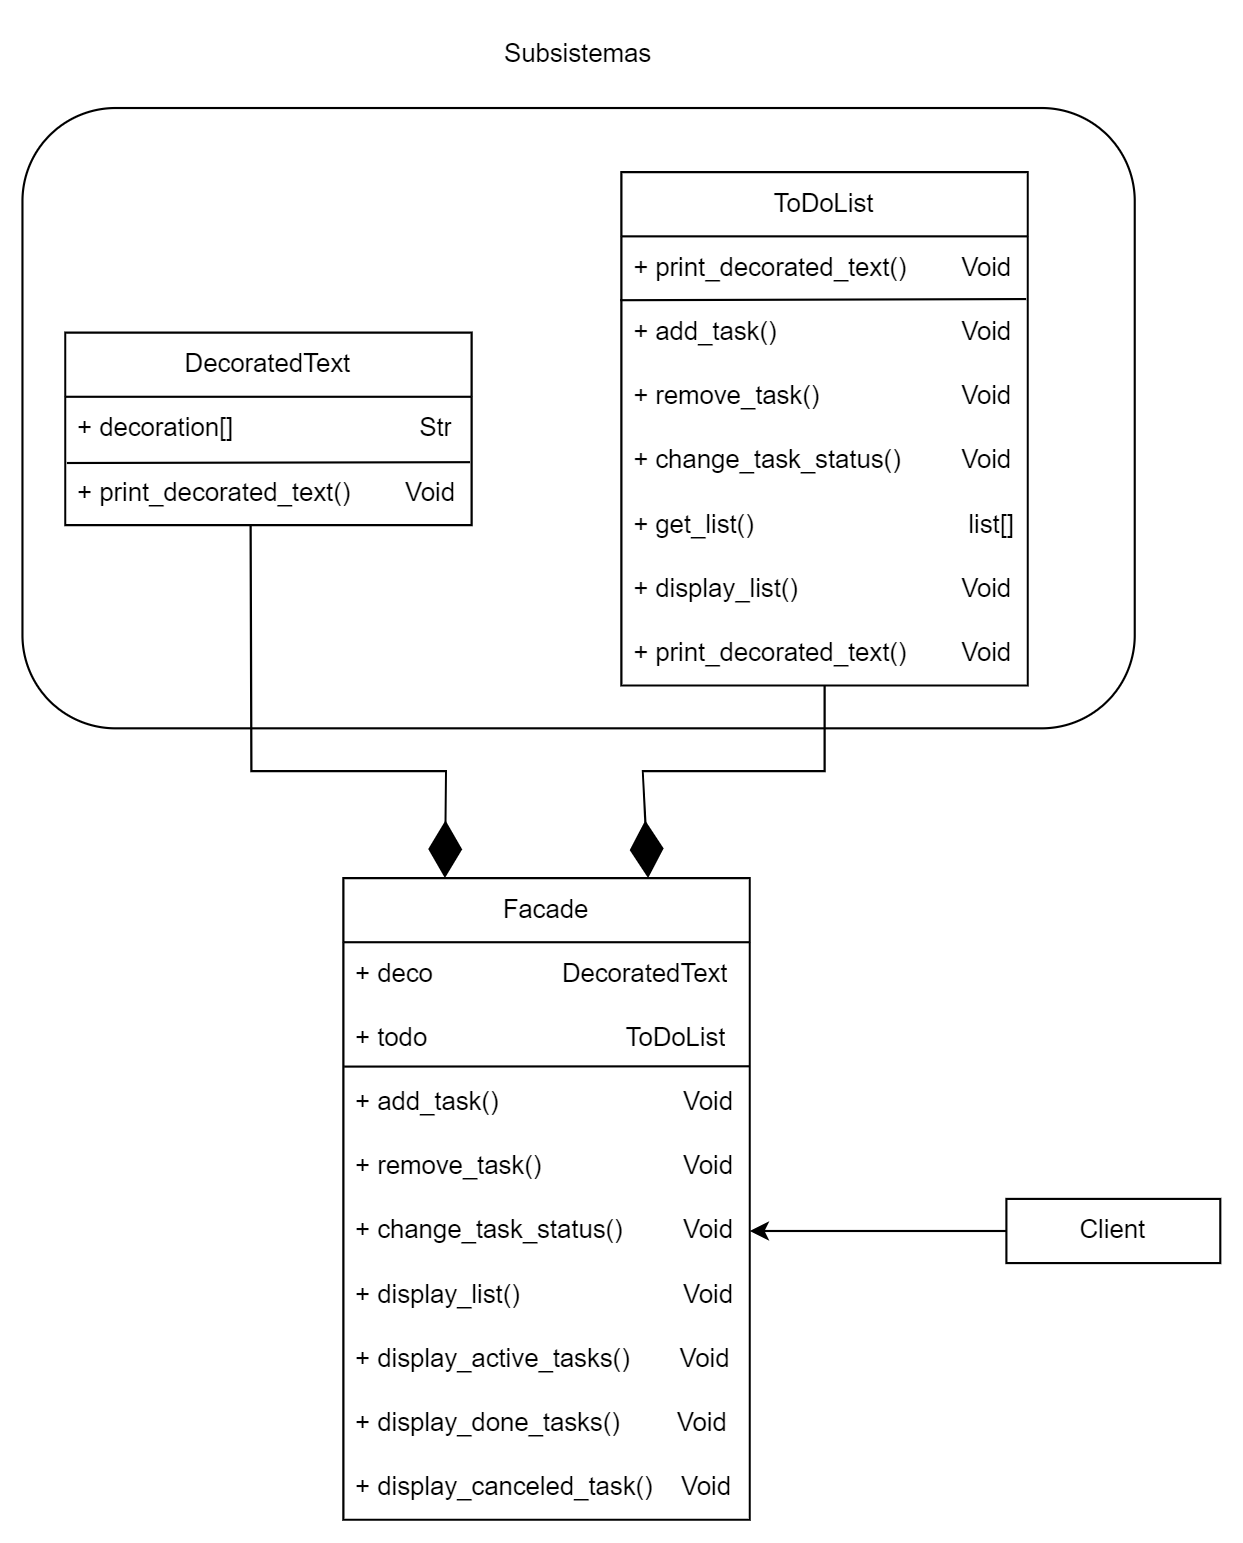 Subsistemas
ToDoList
+ print_decorated_text() Void
+ add_task() Void
+ remove_task() Void
+ change_task_status() Void
+ get_list() list[]
+ display_list() Void
+ print_decorated_text() Void
DecoratedText
+ decoration[] Str
+ print_decorated_text() Void
Facade
+ deco DecoratedText
+ todo ToDoList
+ add_task() Void
+ remove_task() Void
+ change_task_status() Void
+ display_list() Void
+ display_active_tasks() Void
+ display_done_tasks() Void
+ display_canceled_task() Void
Client